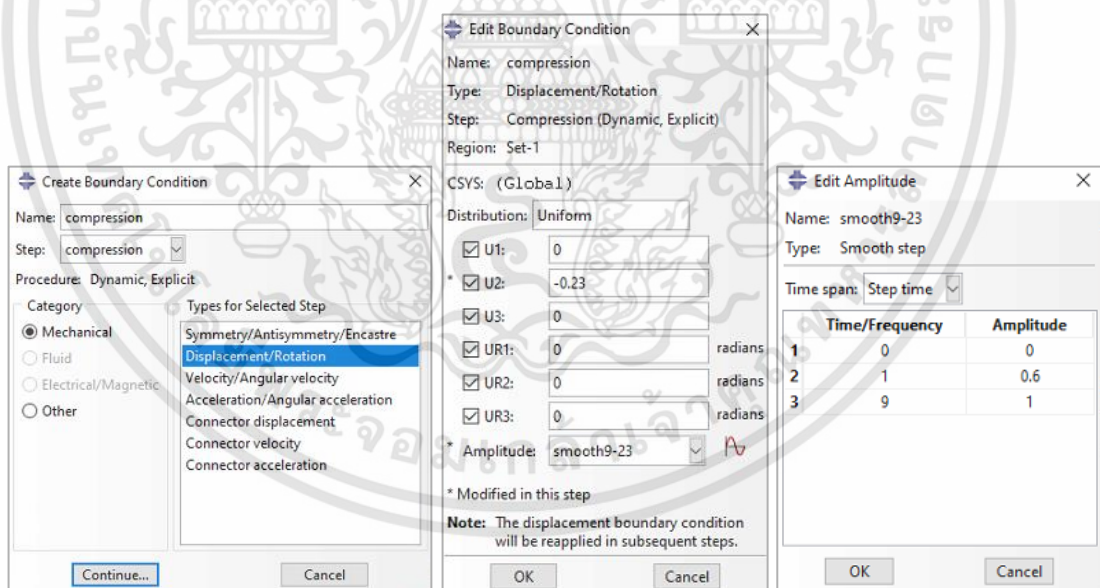 Create Boundary Condition
Name: compression
Step: compression
Procedure: Dynamic, Explicit
Category
Mechanical
Fluid
Electrical/Magnetic
Other
Types for Selected Step
Symmetry/Antisymmetry/Encastre
Displacement/Rotation
Velocity/Angular velocity
Acceleration/Angular acceleration
Connector displacement
Connector velocity
Connector acceleration
Continue...
Cancel
Edit Boundary Condition
Name: compression
Type: Displacement/Rotation
Step: Compression (Dynamic, Explicit)
Region: Set-1
CSYS: (Global)
Distribution: Uniform
U1: 0
* U2: -0.23
U3: 0
UR1: 0 radians
UR2: 0 radians
UR3: 0 radians
* Amplitude: smooth9-23
* Modified in this step
Note: The displacement boundary condition
will be reapplied in subsequent steps.
OK
Cancel
Edit Amplitude
Name: smooth9-23
Type: Smooth step
Time span: Step time
Time/Frequency Amplitude
1 0 0
2 1 0.6
3 9 1
OK
Cancel